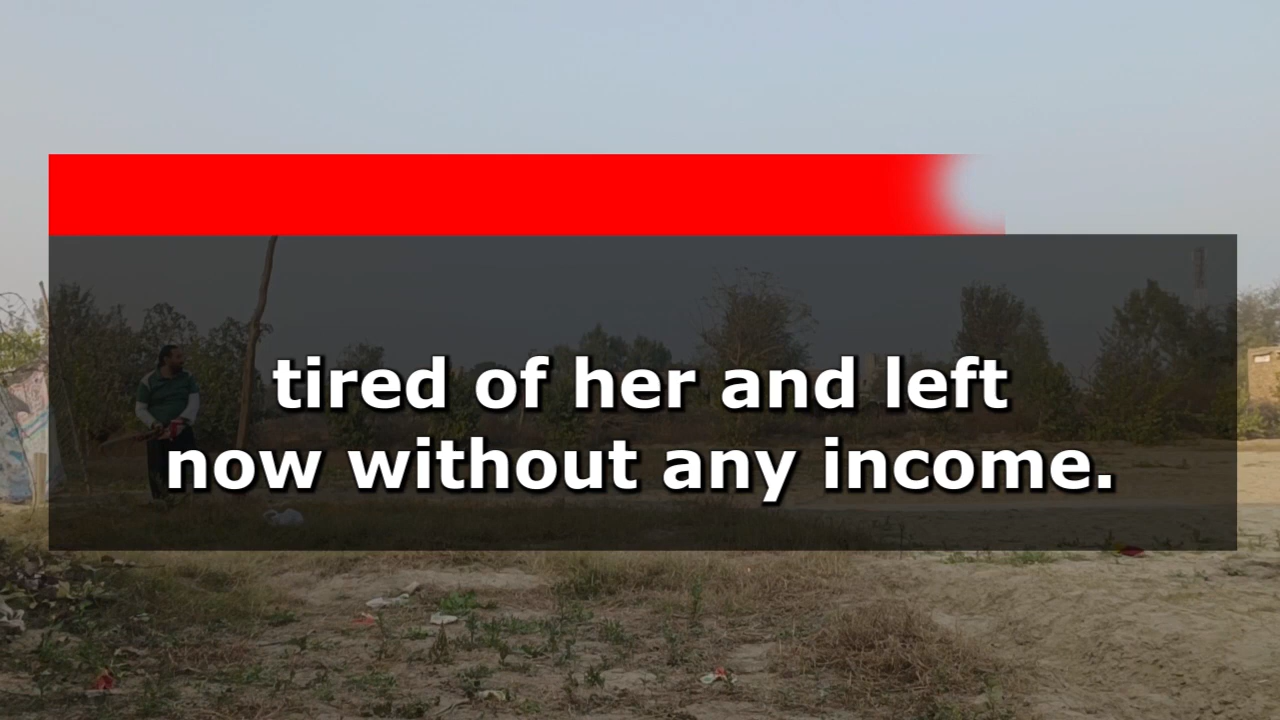 tired of her and left
now without any income.